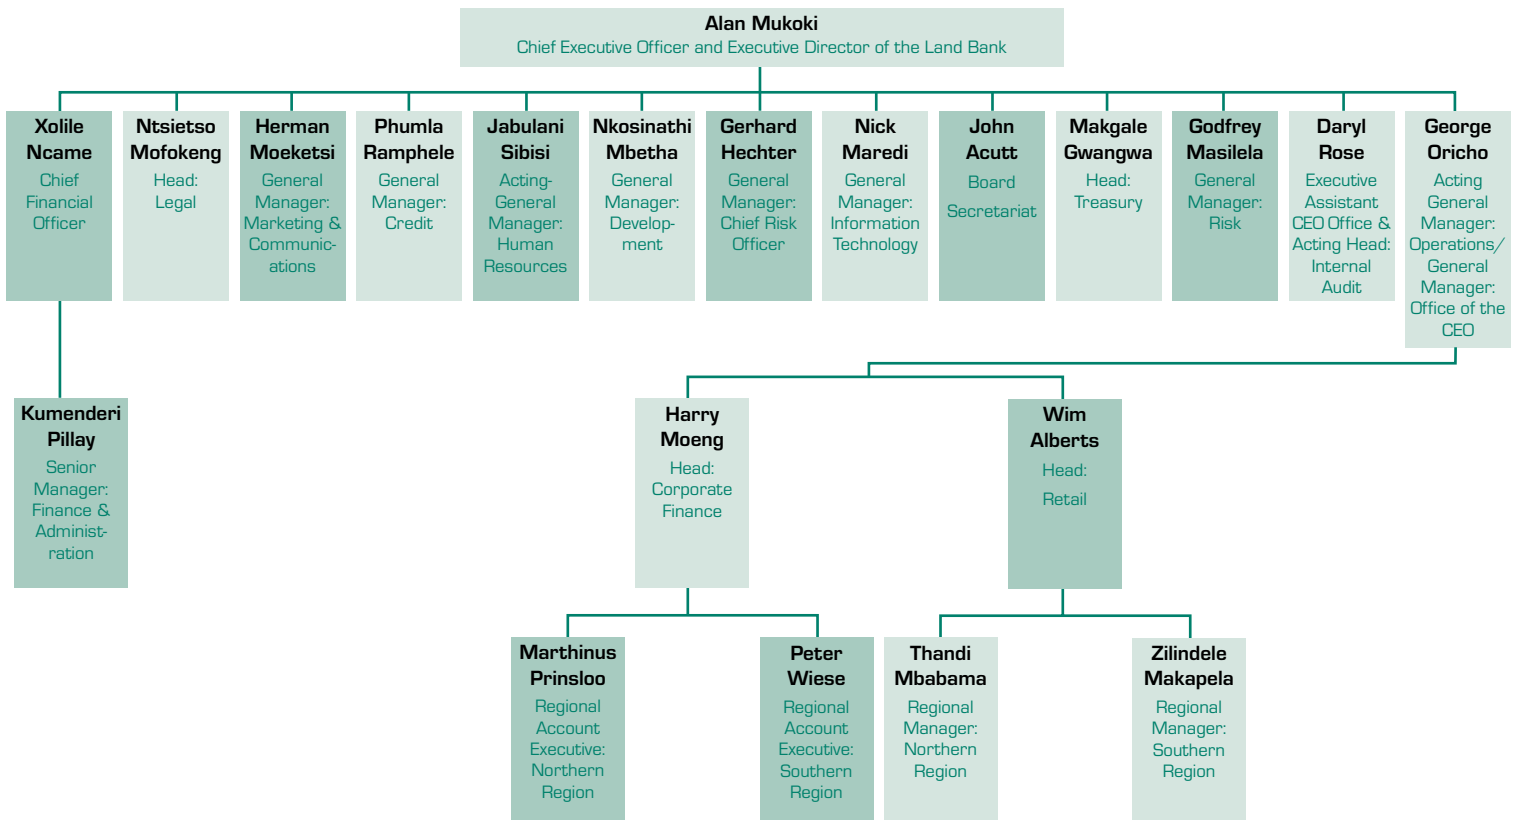 Alan Mukoki
Chief Executive Officer and Executive Director of the Land Bank
Xolile
Ncame
Chief
Financial
Officer
Ntsietso
Mofokeng
Head:
Legal
Herman
Moeketsi
General
Manager:
Marketing &
Communic-
ations
Phumla
Ramphele
General
Manager:
Credit
Jabulani
Sibisi
Acting-
General
Manager:
Human
Resources
Nkosinathi
Mbetha
General
Manager:
Develop-
ment
Gerhard
Hechter
General
Manager:
Chief Risk
Officer
Nick
Maredi
General
Manager:
Information
Technology
John
Acutt
Board
Secretariat
Makgale
Gwangwa
Head:
Treasury
Godfrey
Masilela
General
Manager:
Risk
Daryl
Rose
Executive
Assistant
CEO Office &
Acting Head:
Internal
Audit
George
Oricho
Acting
General
Manager:
Operations/
General
Manager:
Office of the
CEO
Kumenderi
Pillay
Senior
Manager:
Finance &
Administ-
ration
Harry
Moeng
Head:
Corporate
Finance
Wim
Alberts
Head:
Retail
Marthinus
Prinsloo
Regional
Account
Executive:
Northern
Region
Peter
Wiese
Regional
Account
Executive:
Southern
Region
Thandi
Mbabama
Regional
Manager:
Northern
Region
Zilindele
Makapela
Regional
Manager:
Southern
Region